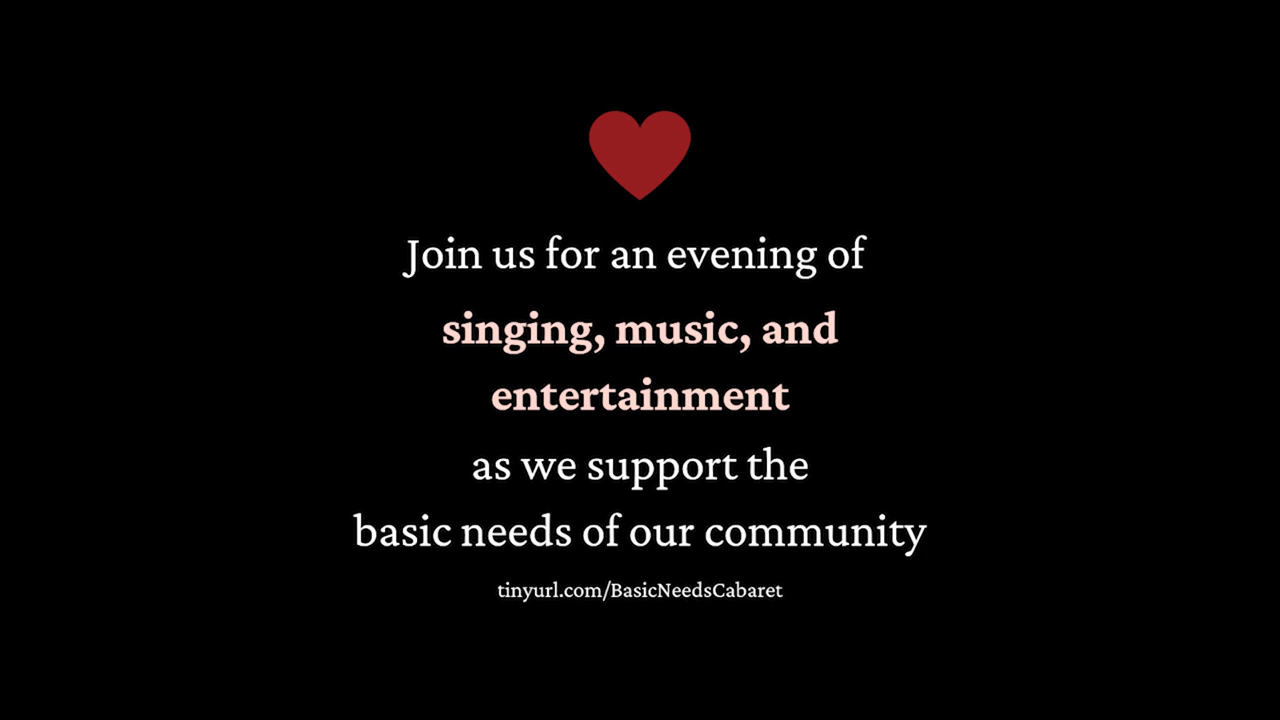 Join us for an evening of
singing, music, and
entertainment
as we support the
basic needs of our community
tinyurl.com/BasicNeedsCabaret